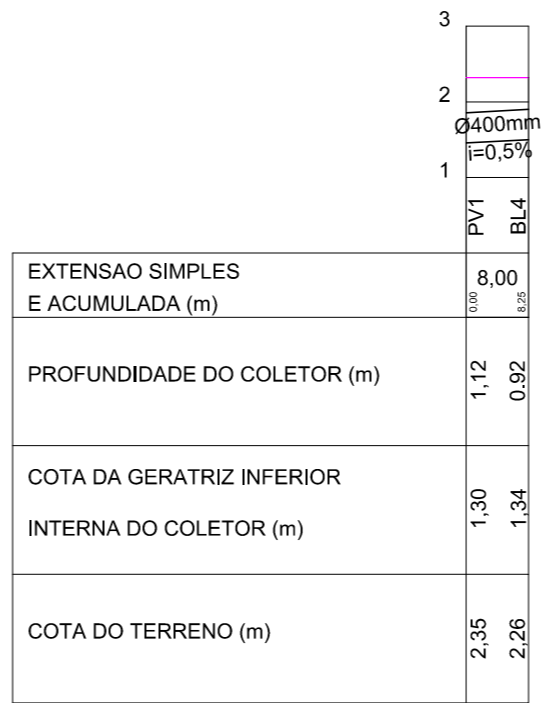 3
2
Ø400mm
i=0,5%
1
PV1
BL4
EXTENSAO SIMPLES
E ACUMULADA (m)
8,00
0,00
8,25
PROFUNDIDADE DO COLETOR (m)
1,12
0.92
COTA DA GERATRIZ INFERIOR
INTERNA DO COLETOR (m)
1,30
1,34
COTA DO TERRENO (m)
2,35
2,26